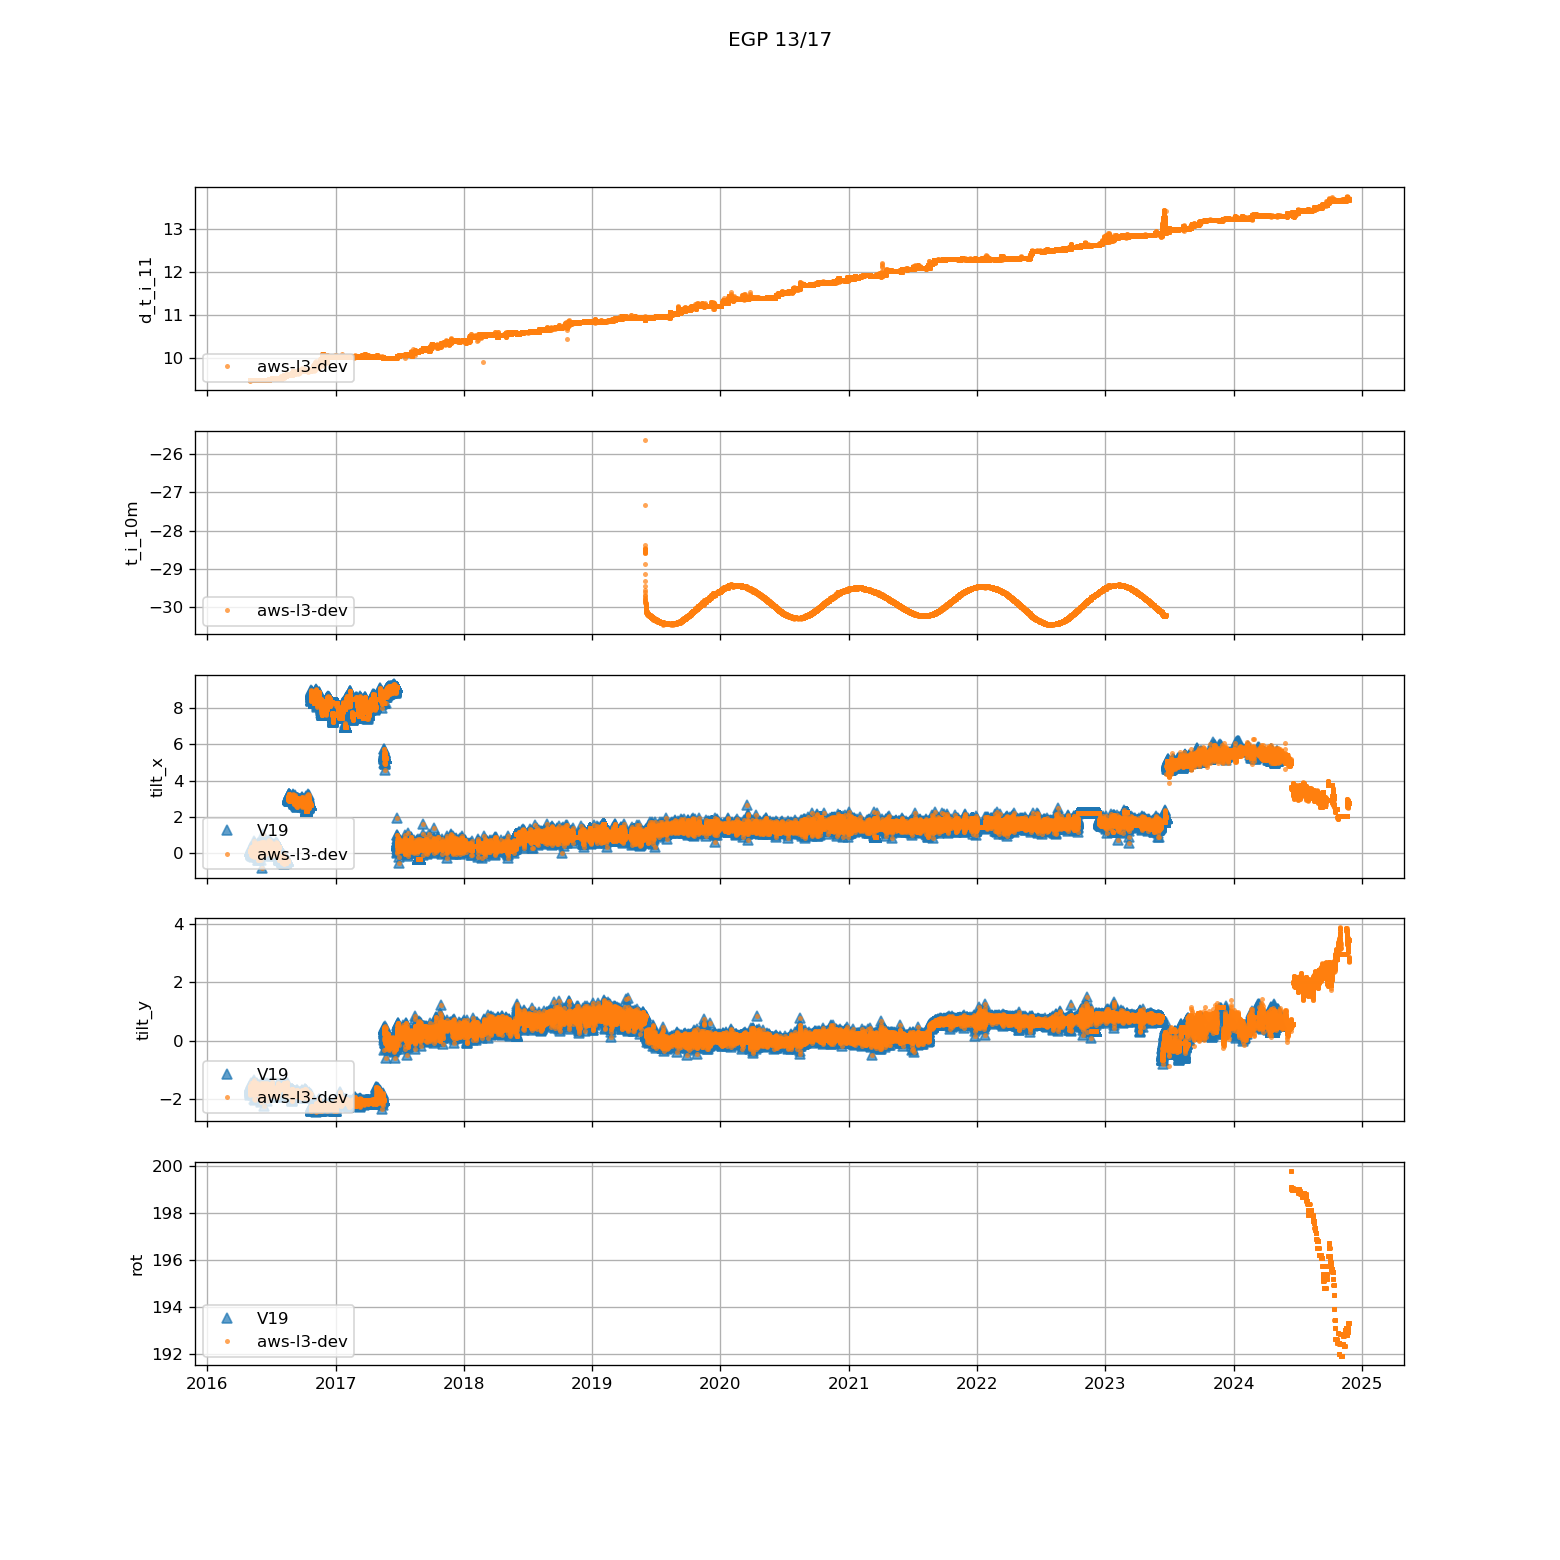 EGP 13/17
d_t_i_11
13
12
11
10
aws-l3-dev
t_i_10m
−26
−27
−28
−29
−30
aws-l3-dev
tilt_x
8
6
4
2
0
V19
aws-l3-dev
tilt_y
4
2
0
−2
V19
aws-l3-dev
rot
200
198
196
194
192
V19
aws-l3-dev
2016 2017 2018 2019 2020 2021 2022 2023 2024 2025